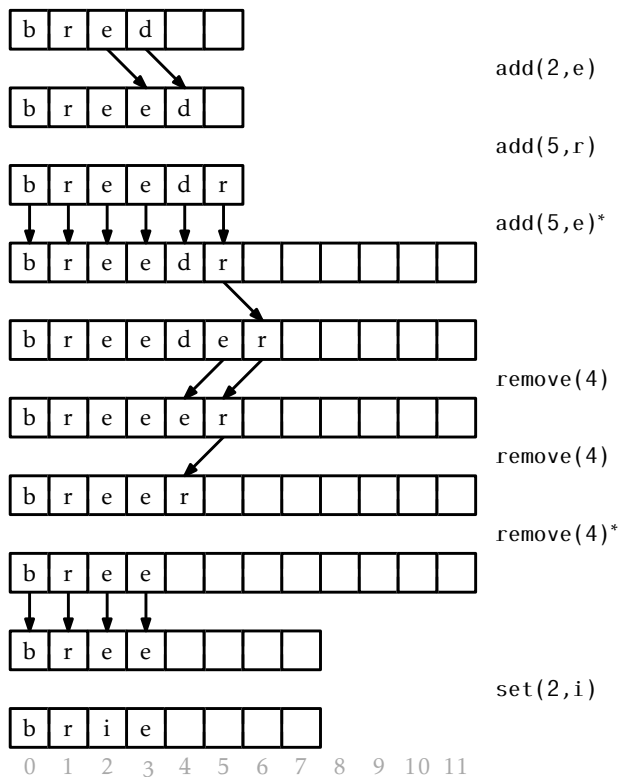 b r e d
add(2,e)
b r e e d
add(5,r)
b r e e d r
add(5,e)*
b r e e d r
b r e e d e r
remove(4)
b r e e e r
remove(4)
b r e e r
remove(4)*
b r e e
b r e e
set(2,i)
b r i e
0 1 2 3 4 5 6 7 8 9 10 11